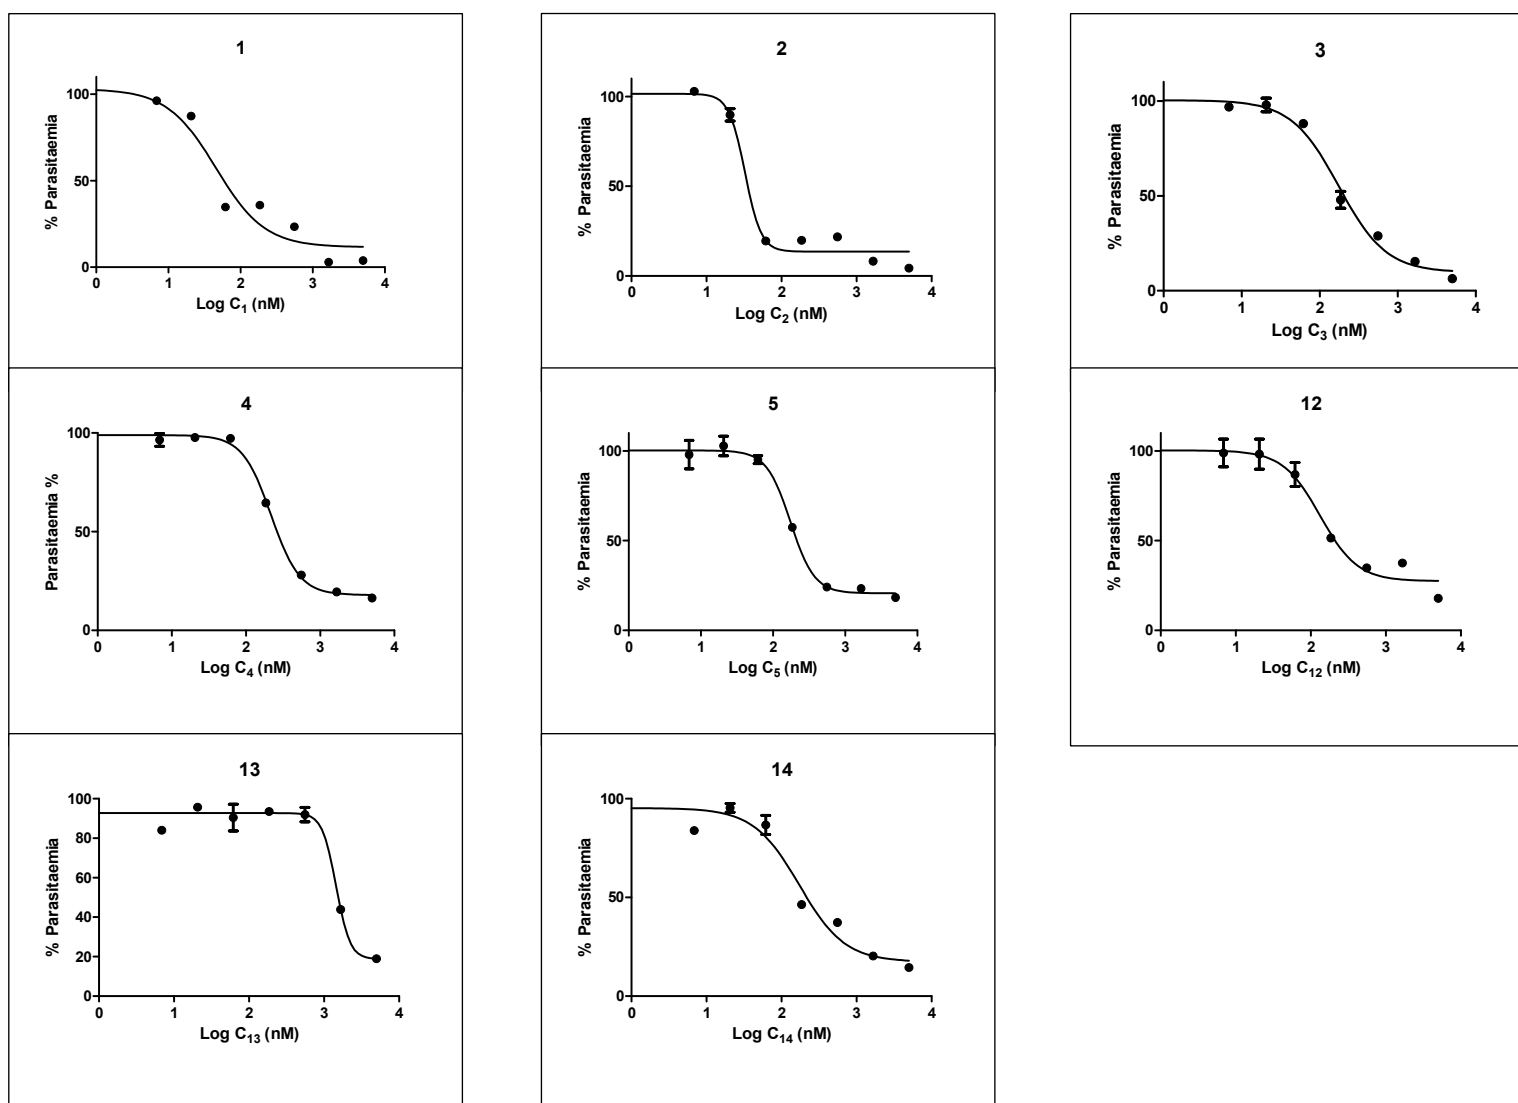 1
% Parasitaemia
100
50
0
0 1 2 3 4
Log C₁ (nM)
2
% Parasitaemia
100
50
0
0 1 2 3 4
Log C₂ (nM)
3
% Parasitaemia
100
50
0
0 1 2 3 4
Log C₃ (nM)
4
Parasitaemia %
100
50
0
0 1 2 3 4
Log C₄ (nM)
5
% Parasitaemia
100
50
0
0 1 2 3 4
Log C₅ (nM)
12
% Parasitaemia
100
50
0
0 1 2 3 4
Log C₁₂ (nM)
13
% Parasitaemia
100
80
60
40
20
0
0 1 2 3 4
Log C₁₃ (nM)
14
% Parasitaemia
100
50
0
0 1 2 3 4
Log C₁₄ (nM)